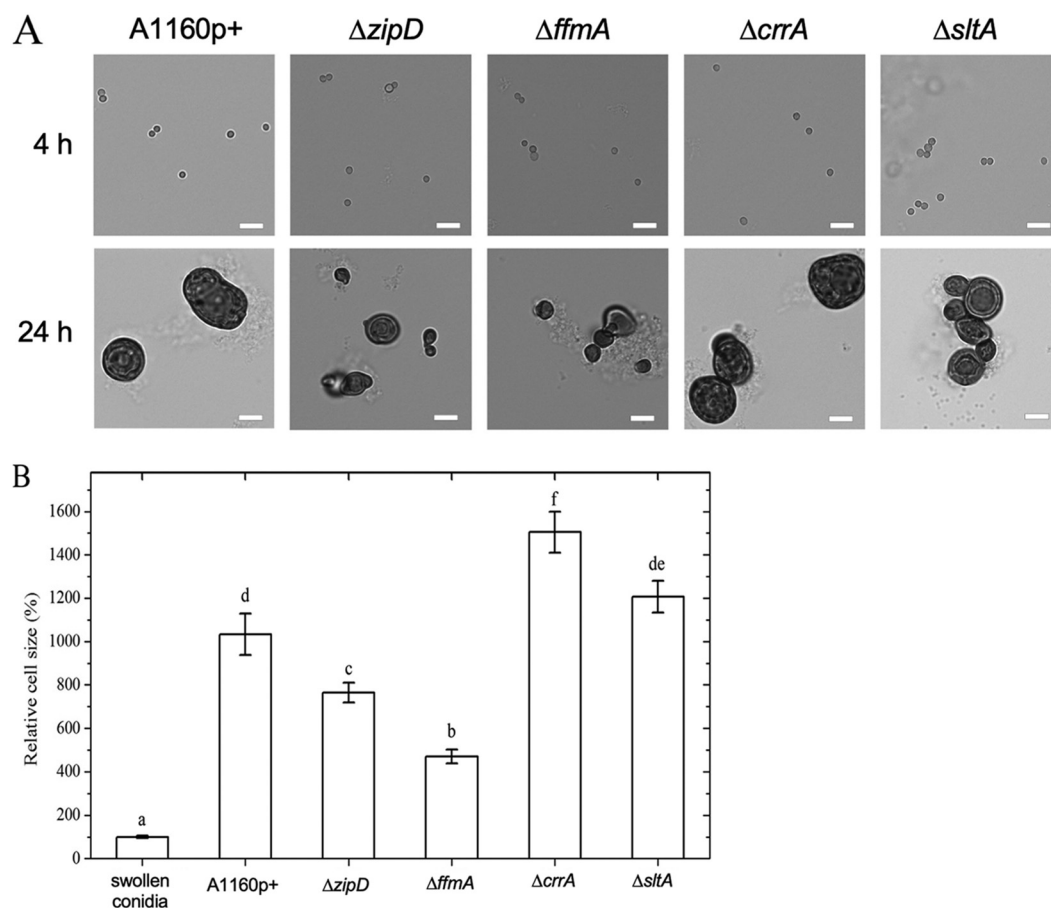 A
A1160p+ ΔzipD ΔffmA ΔcrrA ΔsltA
4 h
24 h
B
Relative cell size (%)
1600
1400
1200
1000
800
600
400
200
0
a
d
c
b
f
de
swollen conidia
A1160p+
ΔzipD
ΔffmA
ΔcrrA
ΔsltA